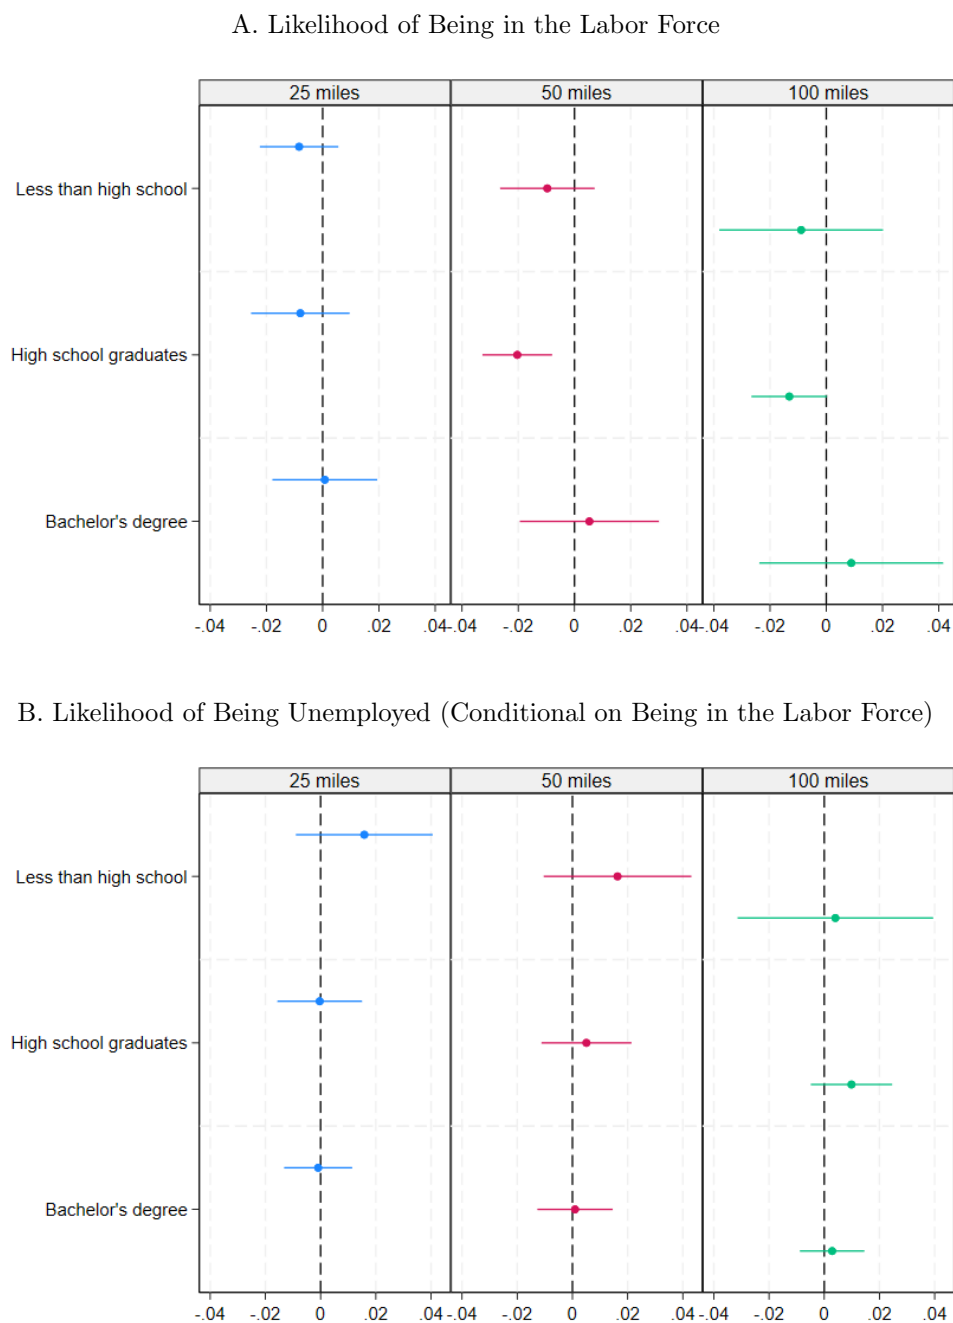 A. Likelihood of Being in the Labor Force
25 miles 50 miles 100 miles
Less than high school
High school graduates
Bachelor's degree
-.04 -.02 0 .02 .04 -.04 -.02 0 .02 .04 -.04 -.02 0 .02 .04
B. Likelihood of Being Unemployed (Conditional on Being in the Labor Force)
25 miles 50 miles 100 miles
Less than high school
High school graduates
Bachelor's degree
-.04 -.02 0 .02 .04 -.04 -.02 0 .02 .04 -.04 -.02 0 .02 .04